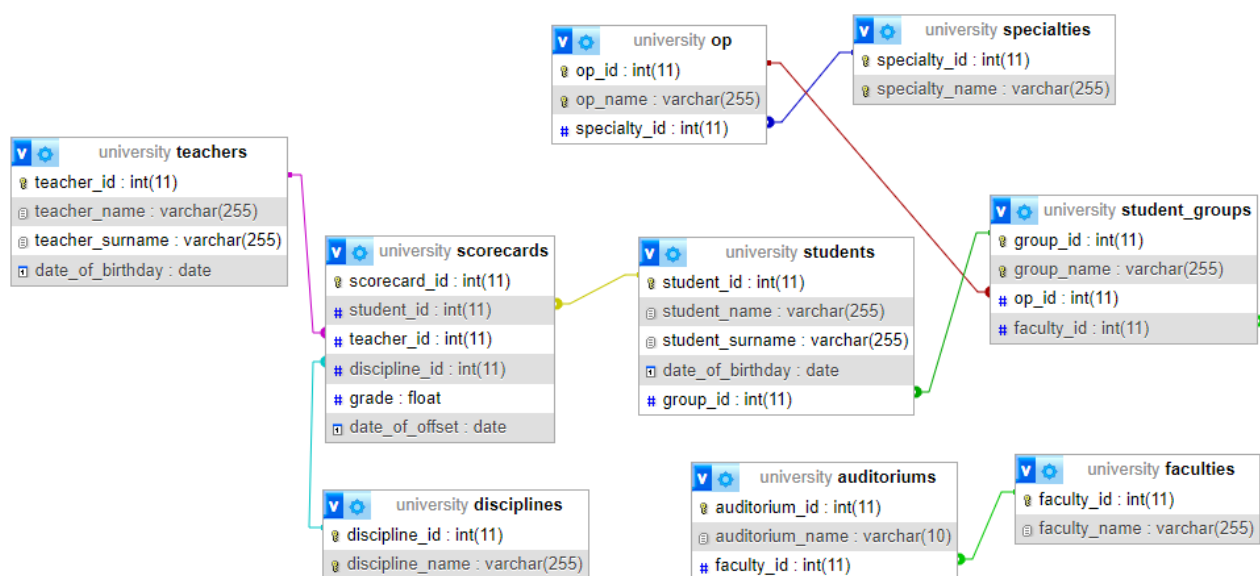 university op
op_id : int(11)
op_name : varchar(255)
specialty_id : int(11)
university specialties
specialty_id : int(11)
specialty_name : varchar(255)
university teachers
teacher_id : int(11)
teacher_name : varchar(255)
teacher_surname : varchar(255)
date_of_birthday : date
university scorecards
scorecard_id : int(11)
student_id : int(11)
teacher_id : int(11)
discipline_id : int(11)
grade : float
date_of_offset : date
university students
student_id : int(11)
student_name : varchar(255)
student_surname : varchar(255)
date_of_birthday : date
group_id : int(11)
university student_groups
group_id : int(11)
group_name : varchar(255)
op_id : int(11)
faculty_id : int(11)
university disciplines
discipline_id : int(11)
discipline_name : varchar(255)
university auditoriums
auditorium_id : int(11)
auditorium_name : varchar(10)
faculty_id : int(11)
university faculties
faculty_id : int(11)
faculty_name : varchar(255)